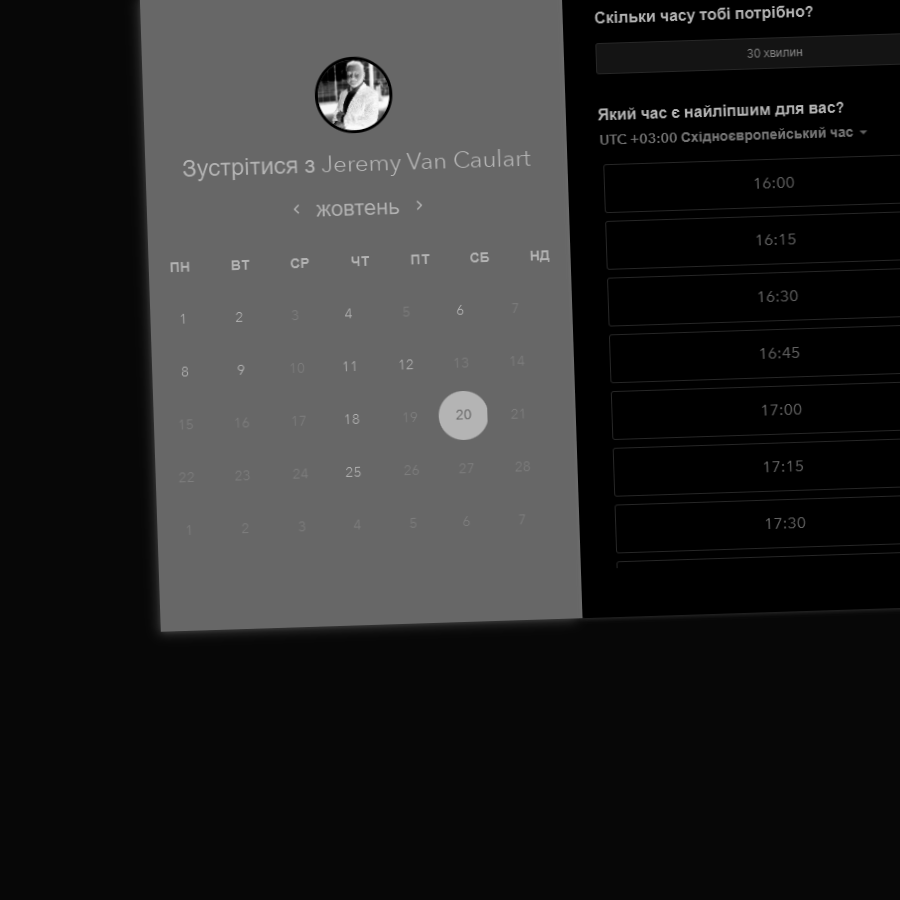 Зустрітися з Jeremy Van Caulart
жовтень
ПН ВТ СР ЧТ ПТ СБ НД
1 2 3 4 5 6 7
8 9 10 11 12 13 14
15 16 17 18 19 20 21
22 23 24 25 26 27 28
1 2 3 4 5 6 7
Скільки часу тобі потрібно?
30 хвилин
Який час є найліпшим для вас?
UTC +03:00 Східноєвропейський час
16:00
16:15
16:30
16:45
17:00
17:15
17:30